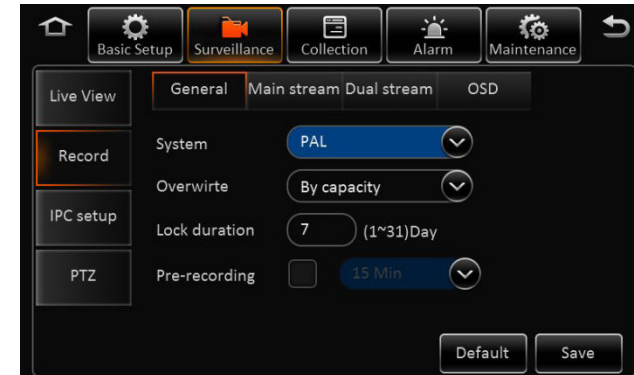 Basic Setup Surveillance Collection Alarm Maintenance
Live View
General Main stream Dual stream OSD
System PAL
Record
Overwirte By capacity
IPC setup
Lock duration 7 (1~31)Day
PTZ
Pre-recording 15 Min
Default Save